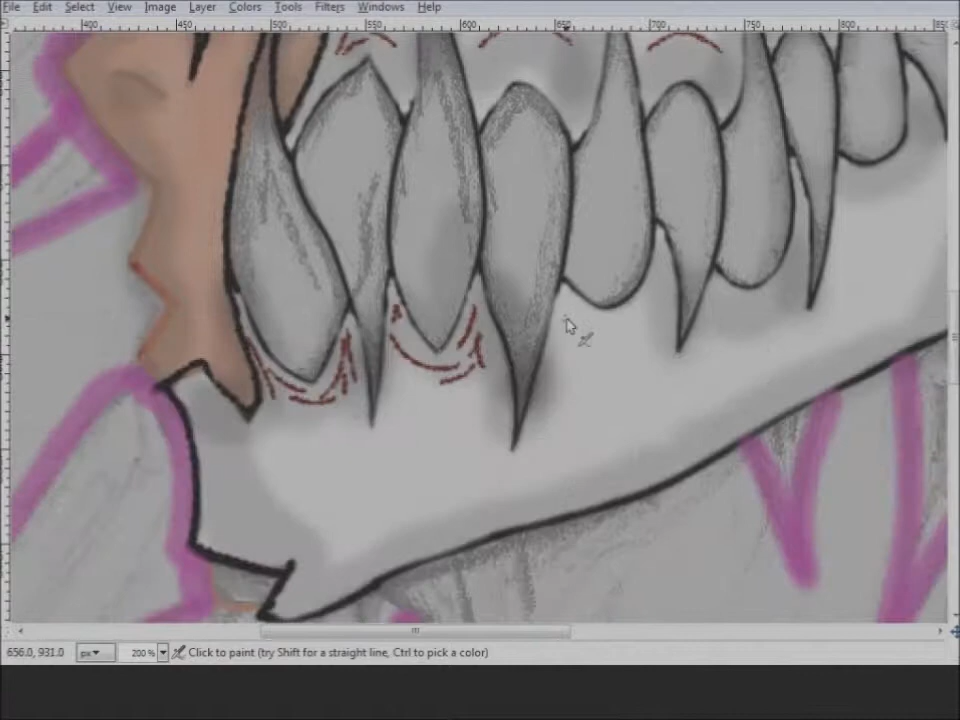 File Edit Select View Image Layer Colors Tools Filters Windows Help
400 450 500 550 600 650 700 750 800 850
656.0, 931.0 px 200 % Click to paint (try Shift for a straight line, Ctrl to pick a color)